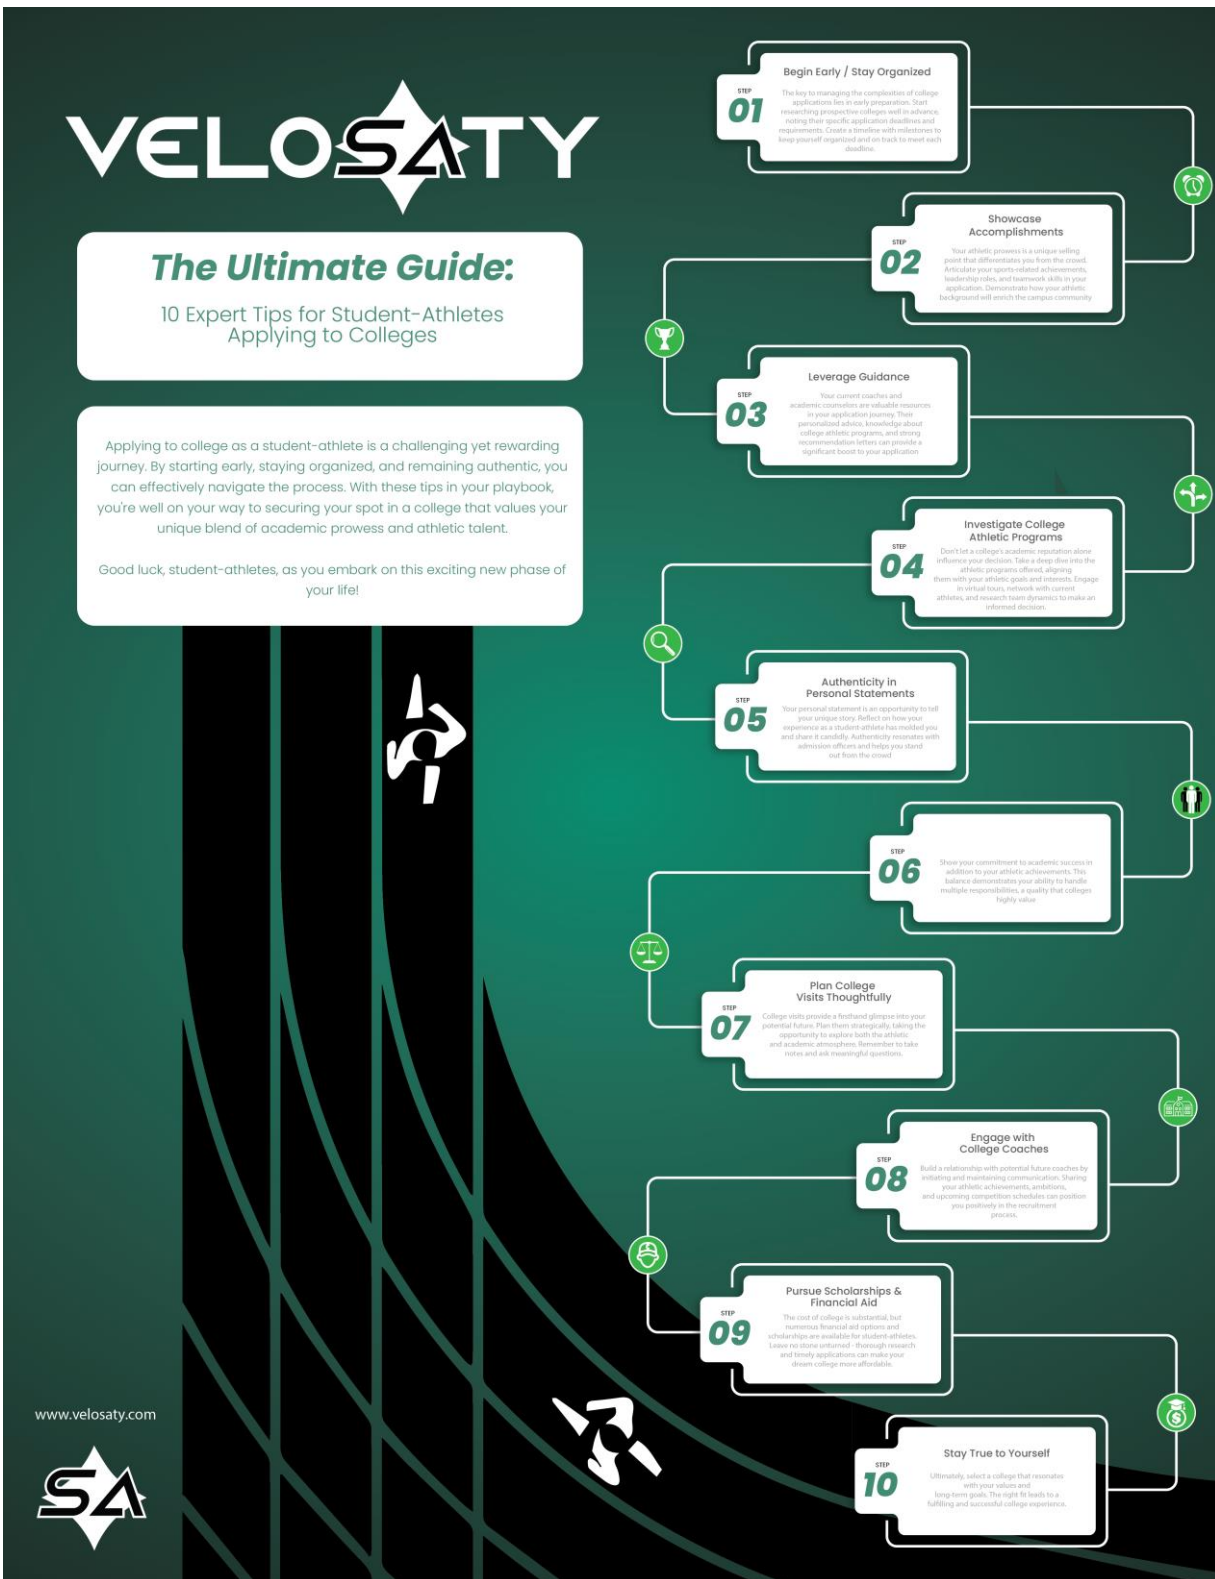 VELOSATY
The Ultimate Guide:
10 Expert Tips for Student-Athletes
Applying to Colleges
Applying to college as a student-athlete is a challenging yet rewarding
journey. By starting early, staying organized, and remaining authentic, you
can effectively navigate the process. With these tips in your playbook,
you're well on your way to securing your spot in a college that values your
unique blend of academic prowess and athletic talent.
Good luck, student-athletes, as you embark on this exciting new phase of
your life!
STEP
01
Begin Early / Stay Organized
The key to managing the complexities of college
applications lies in early preparation. Start
researching prospective colleges well in advance,
noting their specific application deadlines and
requirements. Create a timeline with milestones to
keep yourself organized and on track to meet each
deadline.
STEP
02
Showcase
Accomplishments
Your athletic prowess is a unique selling
point that differentiates you from the crowd.
Articulate your sports-related achievements,
leadership roles, and teamwork skills in your
application. Demonstrate how your athletic
background will enrich the campus community
STEP
03
Leverage Guidance
Your current coaches and
academic counselors are valuable resources
in your application journey. Their
personalized advice, knowledge about
college athletic programs, and strong
recommendation letters can provide a
significant boost to your application
STEP
04
Investigate College
Athletic Programs
Don't let a college's academic reputation alone
influence your decision. Take a deep dive into the
athletic programs offered, aligning
them with your athletic goals and interests. Engage
in virtual tours, network with current
athletes, and research team dynamics to make an
informed decision.
STEP
05
Authenticity in
Personal Statements
Your personal statement is an opportunity to tell
your unique story. Reflect on how your
experience as a student-athlete has molded you
and share it candidly. Authenticity resonates with
admission officers and helps you stand
out from the crowd
STEP
06
Show your commitment to academic success in
addition to your athletic achievements. This
balance demonstrates your ability to handle
multiple responsibilities, a quality that colleges
highly value
STEP
07
Plan College
Visits Thoughtfully
College visits provide a firsthand glimpse into your
potential future. Plan them strategically, taking the
opportunity to explore both the athletic
and academic atmosphere. Remember to take
notes and ask meaningful questions.
STEP
08
Engage with
College Coaches
Build a relationship with potential future coaches by
initiating and maintaining communication. Sharing
your athletic achievements, ambitions,
and upcoming competition schedules can position
you positively in the recruitment
process.
STEP
09
Pursue Scholarships &
Financial Aid
The cost of college is substantial, but
numerous financial aid options and
scholarships are available for student-athletes.
Leave no stone unturned - thorough research
and timely applications can make your
dream college more affordable.
STEP
10
Stay True to Yourself
Ultimately, select a college that resonates
with your values and
long-term goals. The right fit leads to a
fulfilling and successful college experience.
www.velosaty.com
SA